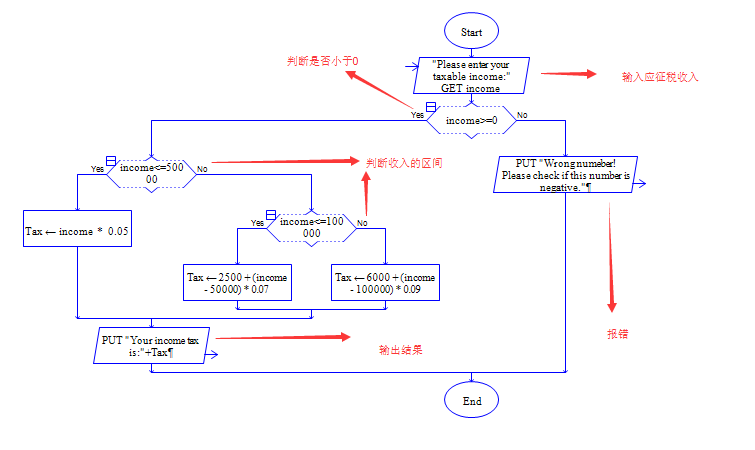 Start
判断是否小于0
"Please enter your
taxable income:"
GET income
输入应征税收入
Yes
income>=0
No
Yes
income<=500
00
No
判断收入的区间
PUT "Wrong numeber!
Please check if this number is
negative."¶
Tax ← income * 0.05
Yes
income<=100
000
No
Tax ← 2500 + (income
- 50000) * 0.07
Tax ← 6000 + (income
- 100000) * 0.09
PUT "Your income tax
is:"+Tax¶
输出结果
报错
End